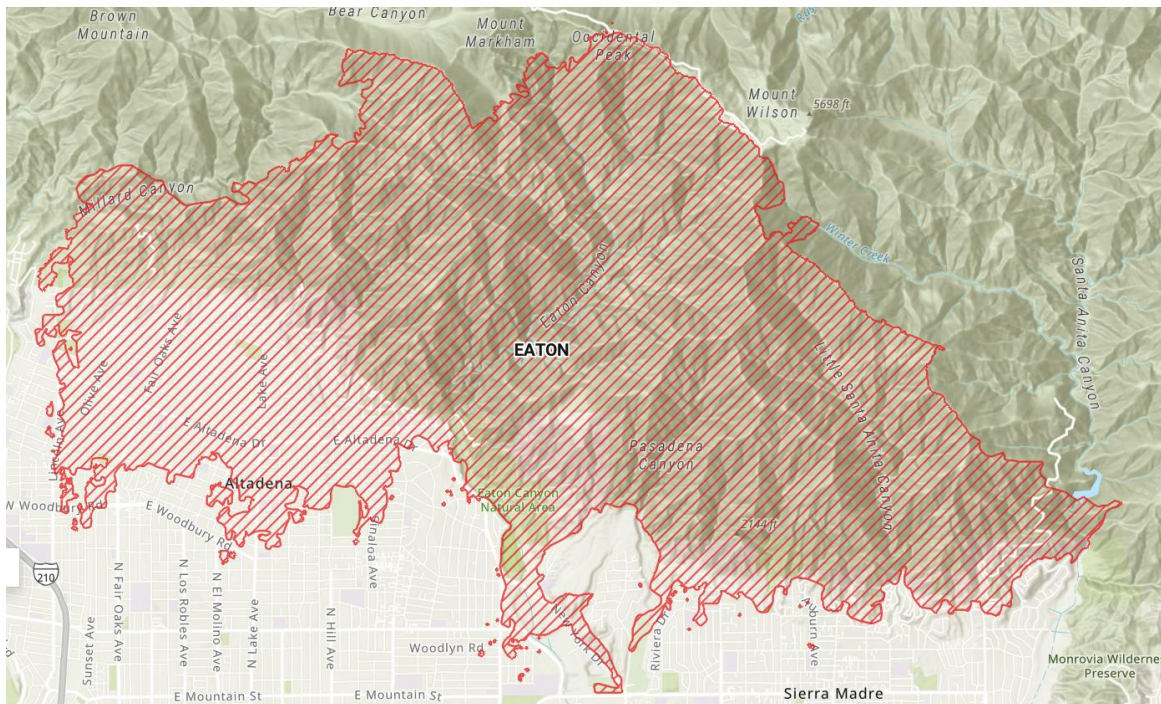 Brown
Mountain
Bear Canyon
Mount
Markham
Occidental
Peak
Mount
Wilson
5698 ft
Millard Canyon
Winter Creek
Eaton Canyon
Santa Anita Canyon
EATON
Fair Oaks Ave
Lake Ave
Olive Ave
Little Santa Anita Canyon
Lincoln Ave
E Altadena Dr
E Altadena Dr
Pasadena
Canyon
Altadena
Eaton Canyon
Natural Area
W Woodbury Rd
E Woodbury Rd
Sinaloa Ave
2144 ft
210
N Fair Oaks Ave
N Los Robles Ave
N El Molino Ave
N Lake Ave
N Hill Ave
Sunset Ave
New York Dr
Riviera Dr
Auburn Ave
Woodlyn Rd
Monrovia Wilderne
Preserve
E Mountain St
E Mountain St
Sierra Madre